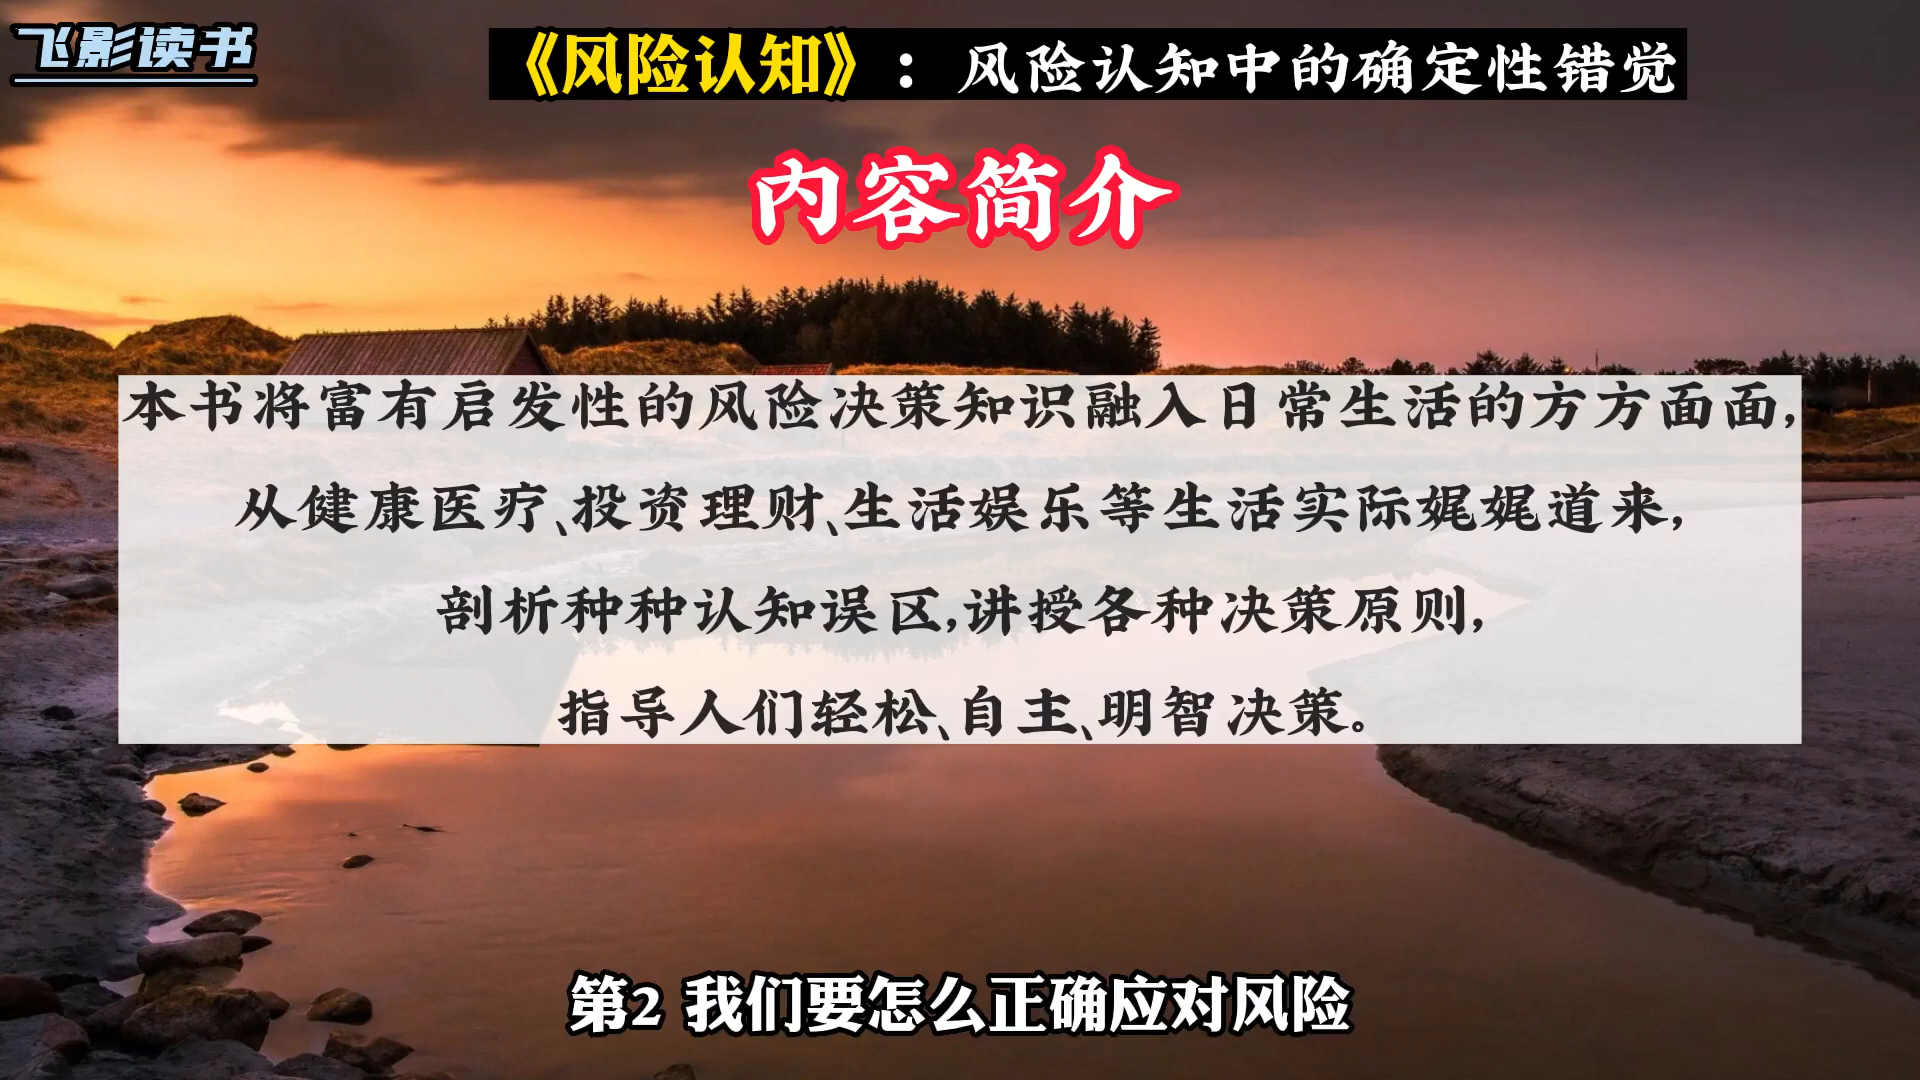 飞影读书
《风险认知》：风险认知中的确定性错觉
内容简介
本书将富有启发性的风险决策知识融入日常生活的方方面面,
从健康医疗、投资理财、生活娱乐等生活实际娓娓道来,
剖析种种认知误区,讲授各种决策原则,
指导人们轻松、自主、明智决策。
第2 我们要怎么正确应对风险